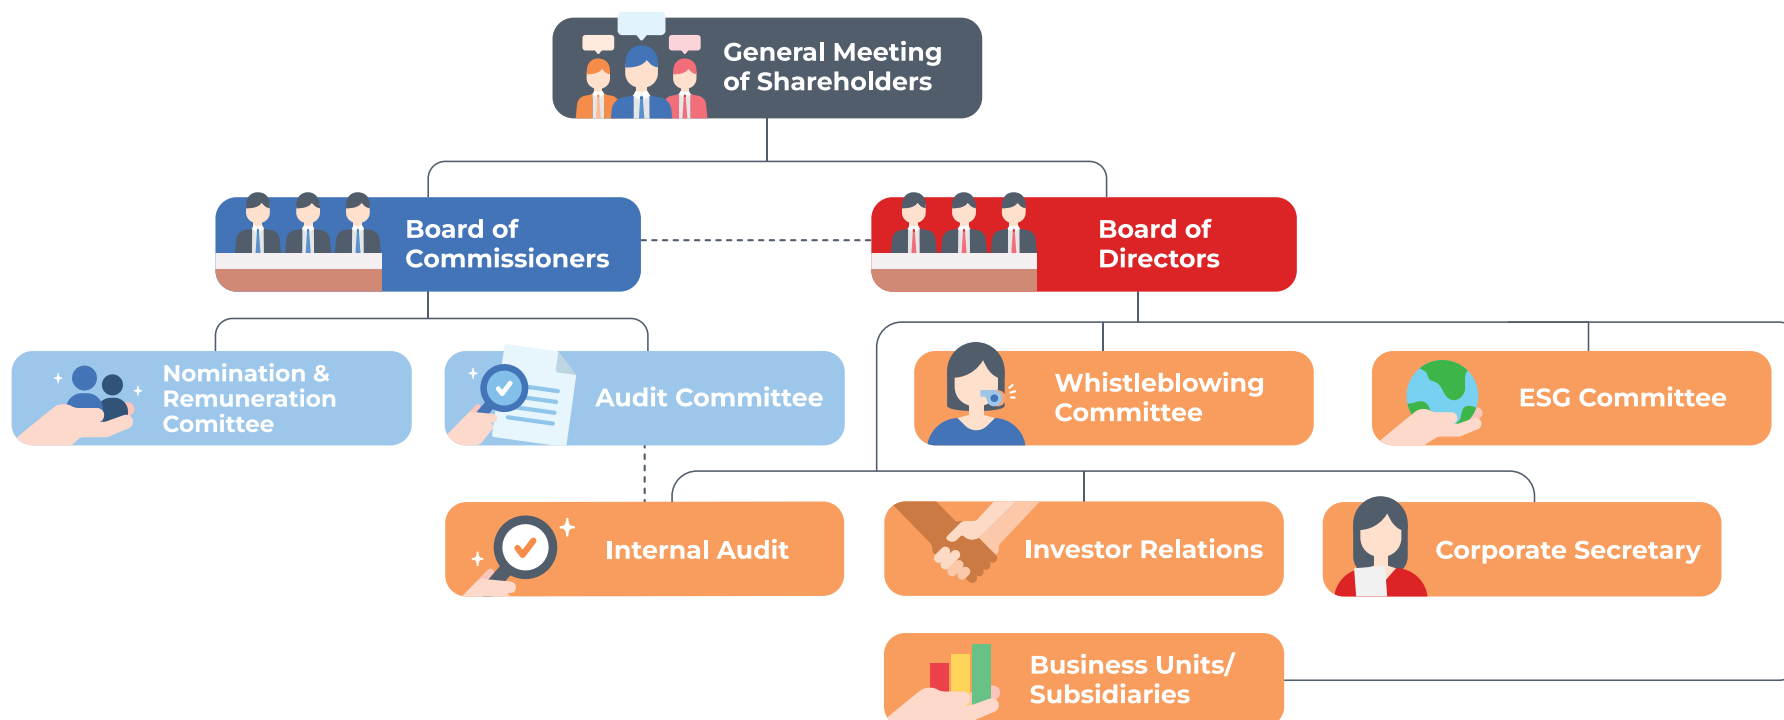 General Meeting
of Shareholders
Board of
Commissioners
Board of
Directors
Nomination &
Remuneration
Comittee
Audit Committee
Whistleblowing
Committee
ESG Committee
Internal Audit
Investor Relations
Corporate Secretary
Business Units/
Subsidiaries